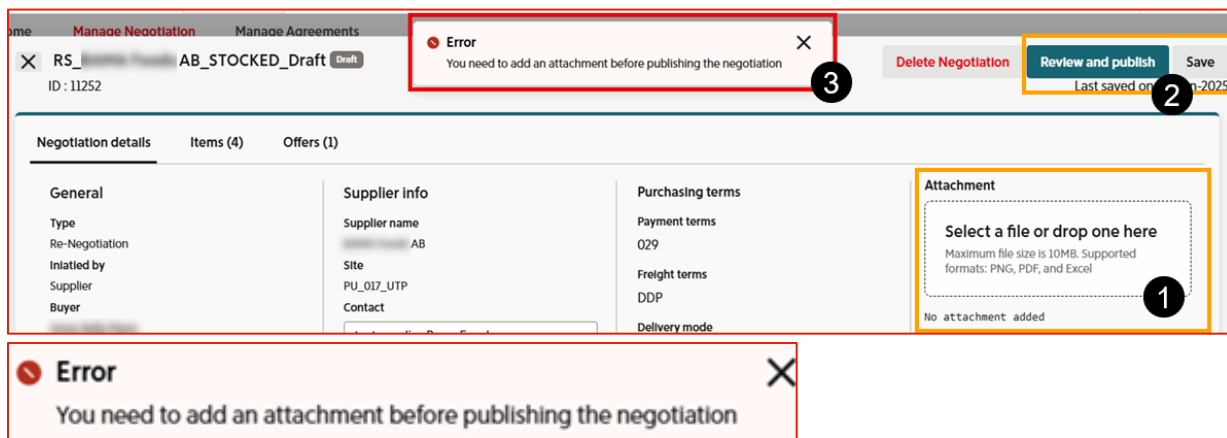 ome Manage Negotiation Manage Agreements
Error
You need to add an attachment before publishing the negotiation
3
RS_ AB_STOCKED_Draft Draft
ID : 11252
Delete Negotiation Review and publish Save
Last saved on n-2025
2
Negotiation details Items (4) Offers (1)
General
Type
Re-Negotiation
Iniatled by
Supplier
Buyer
Supplier info
Supplier name
AB
Site
PU_017_UTP
Contact
Purchasing terms
Payment terms
029
Freight terms
DDP
Delivery mode
Attachment
Select a file or drop one here
Maximum file size is 10MB. Supported
formats: PNG, PDF, and Excel
1
No attachment added
Error
You need to add an attachment before publishing the negotiation